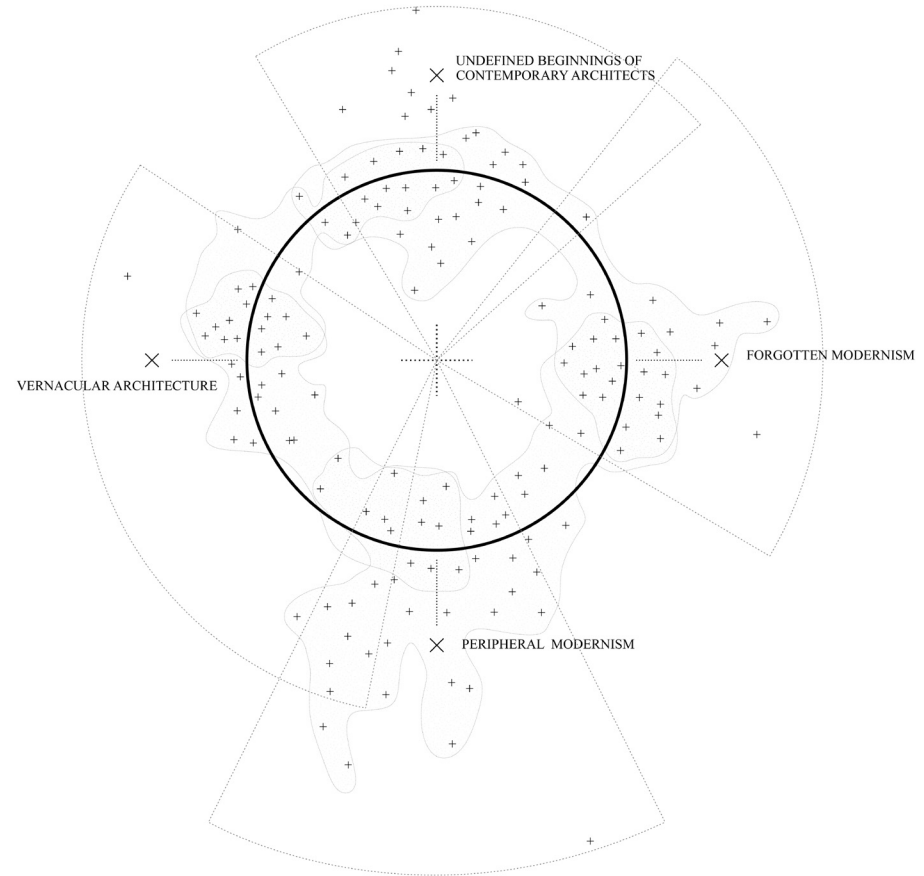 UNDEFINED BEGINNINGS OF
CONTEMPORARY ARCHITECTS
FORGOTTEN MODERNISM
VERNACULAR ARCHITECTURE
PERIPHERAL MODERNISM